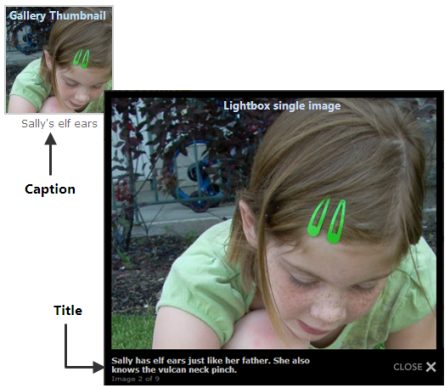 Gallery Thumbnail
Sally's elf ears
Caption
Lightbox single image
Title
Sally has elf ears just like her father. She also
knows the vulcan neck pinch.
Image 2 of 9
CLOSE X